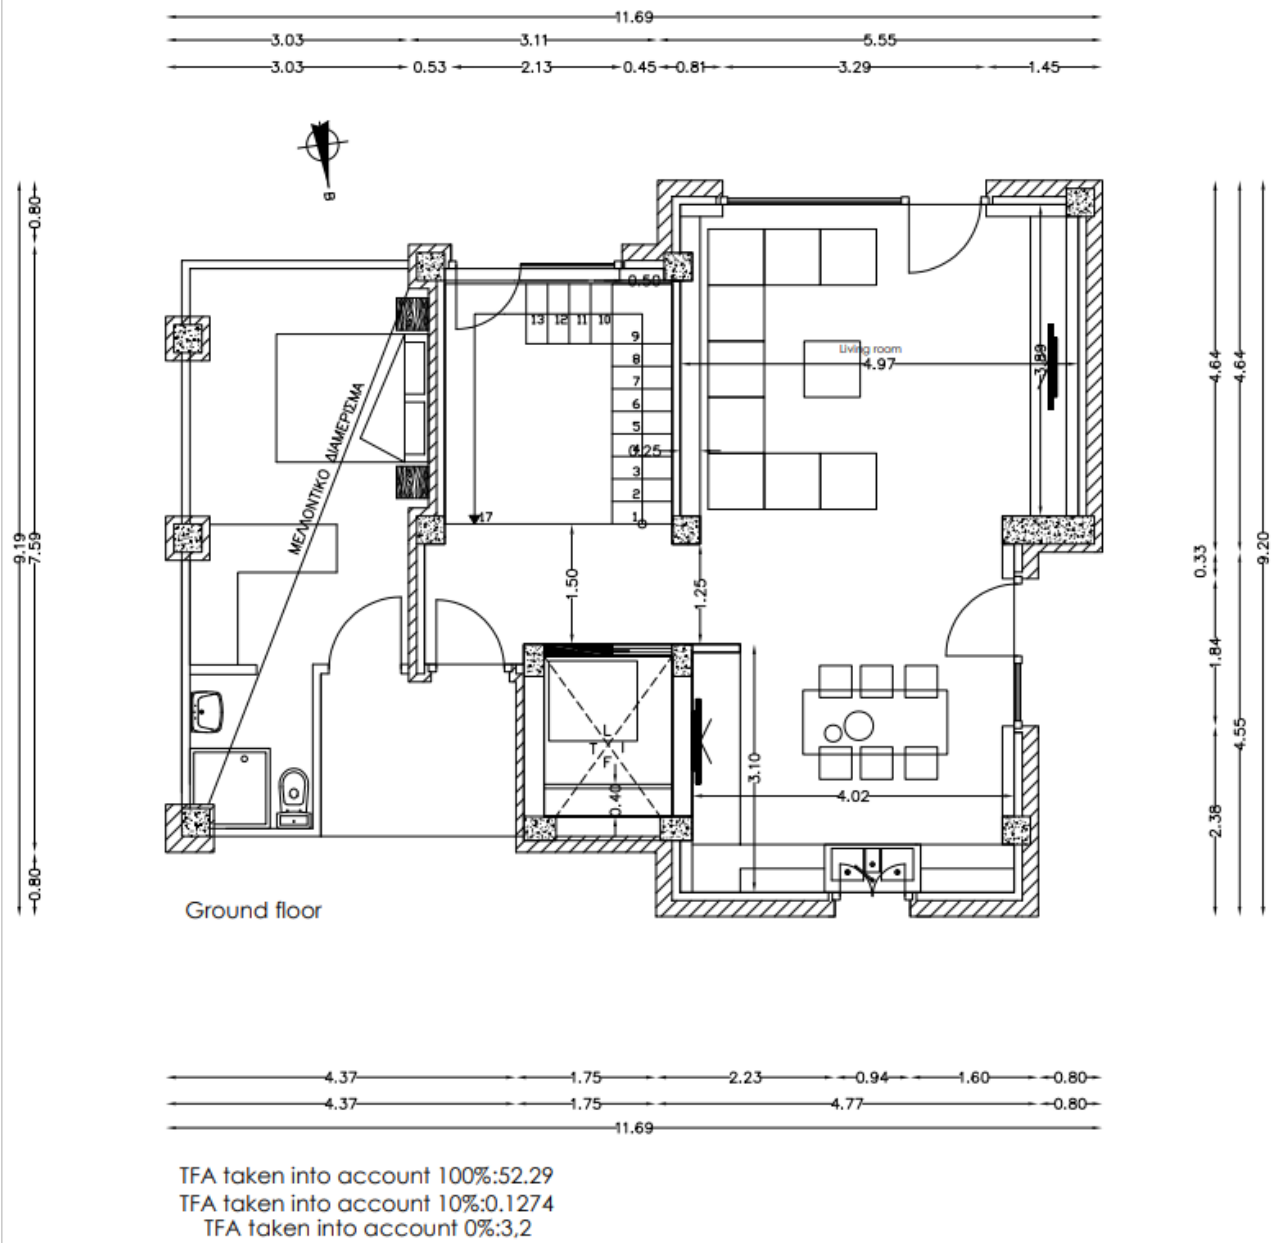 11.69
3.03 3.11 5.55
3.03 0.53 2.13 0.45 0.81 3.29 1.45
B
0.80
7.59
0.80
9.19
4.64
0.33
1.84
2.38
4.64
4.55
9.20
0.50
13 12 11 10
9
8
7
6
5
4
3
2
1
17
0.25
Living room
4.97
3.89
ΜΕΛΛΟΝΤΙΚΟ ΔΙΑΜΕΡΙΣΜΑ
1.50
1.25
L
T I
F
0.40
3.10
4.02
Ground floor
4.37 1.75 2.23 0.94 1.60 0.80
4.37 1.75 4.77 0.80
11.69
TFA taken into account 100%:52.29
TFA taken into account 10%:0.1274
TFA taken into account 0%:3,2